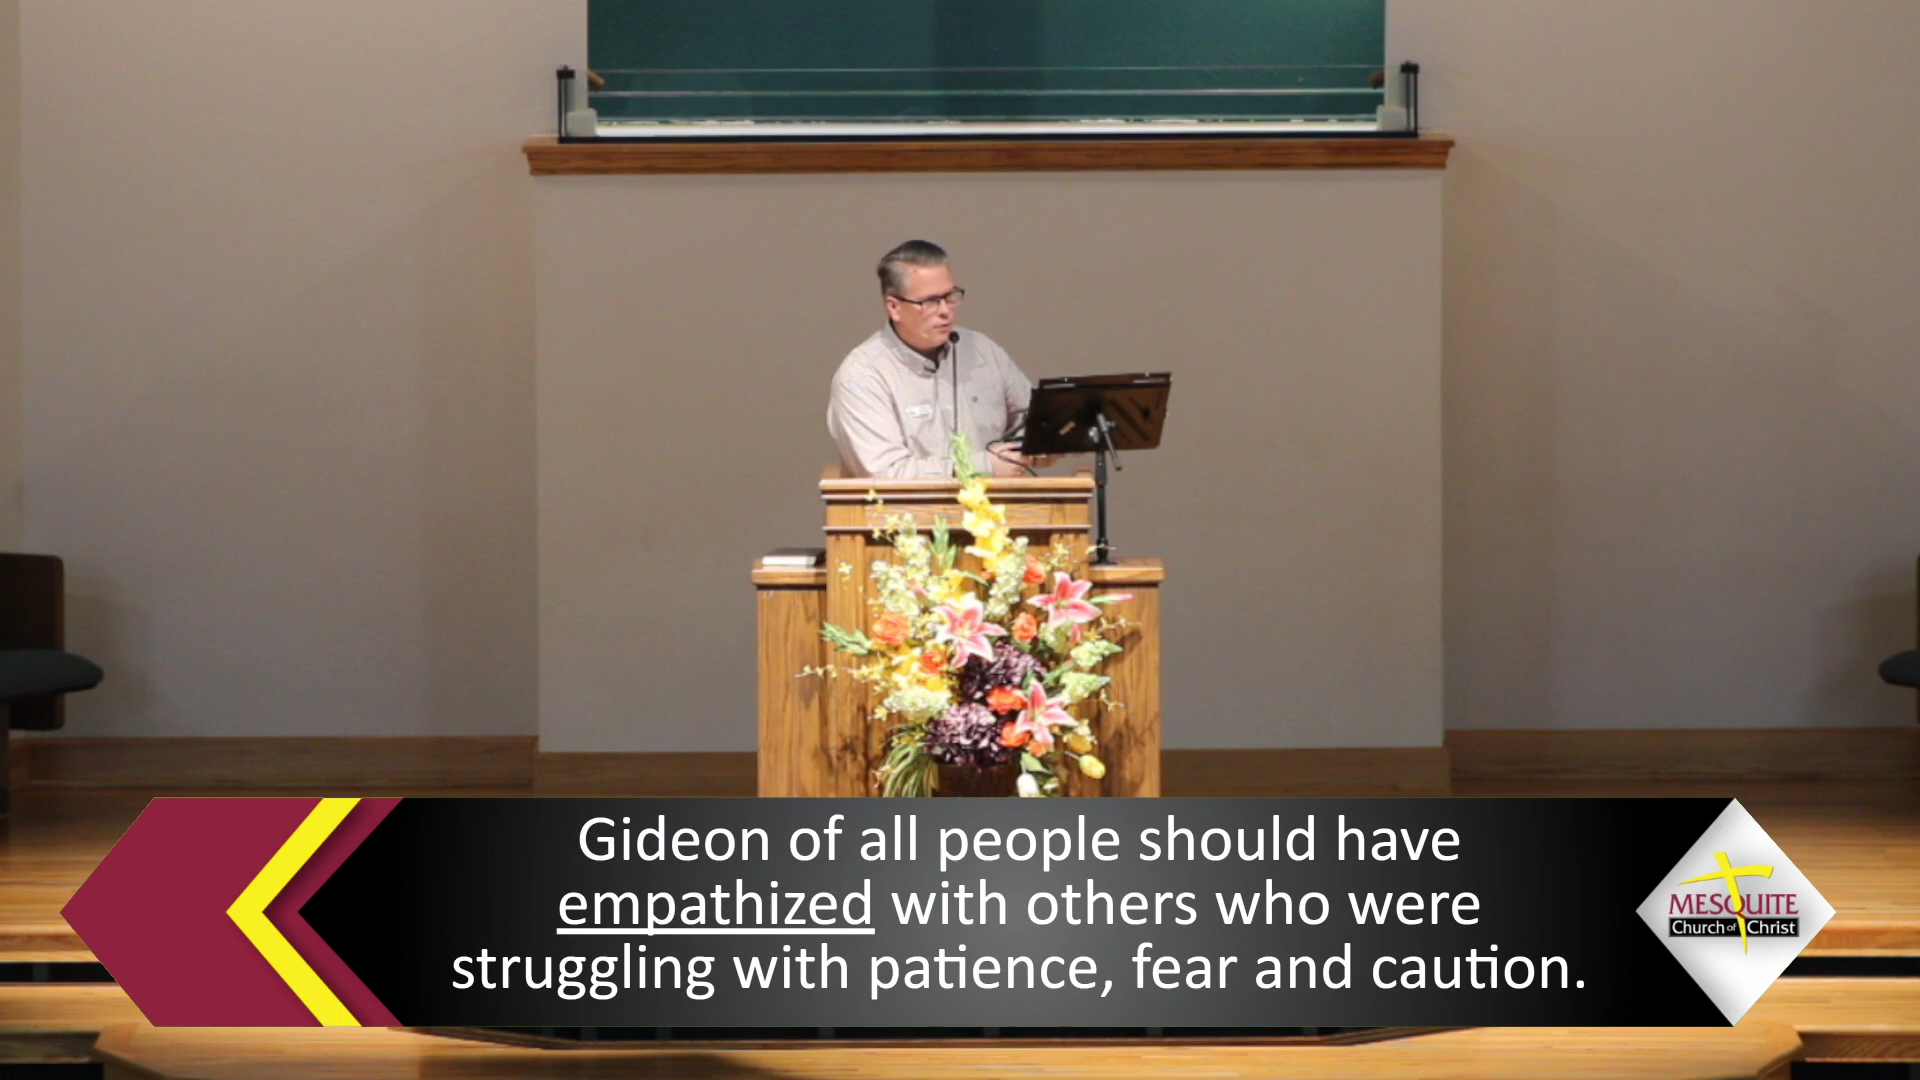 Gideon of all people should have
empathized with others who were
struggling with patience, fear and caution.
MESQUITE
Church of Christ